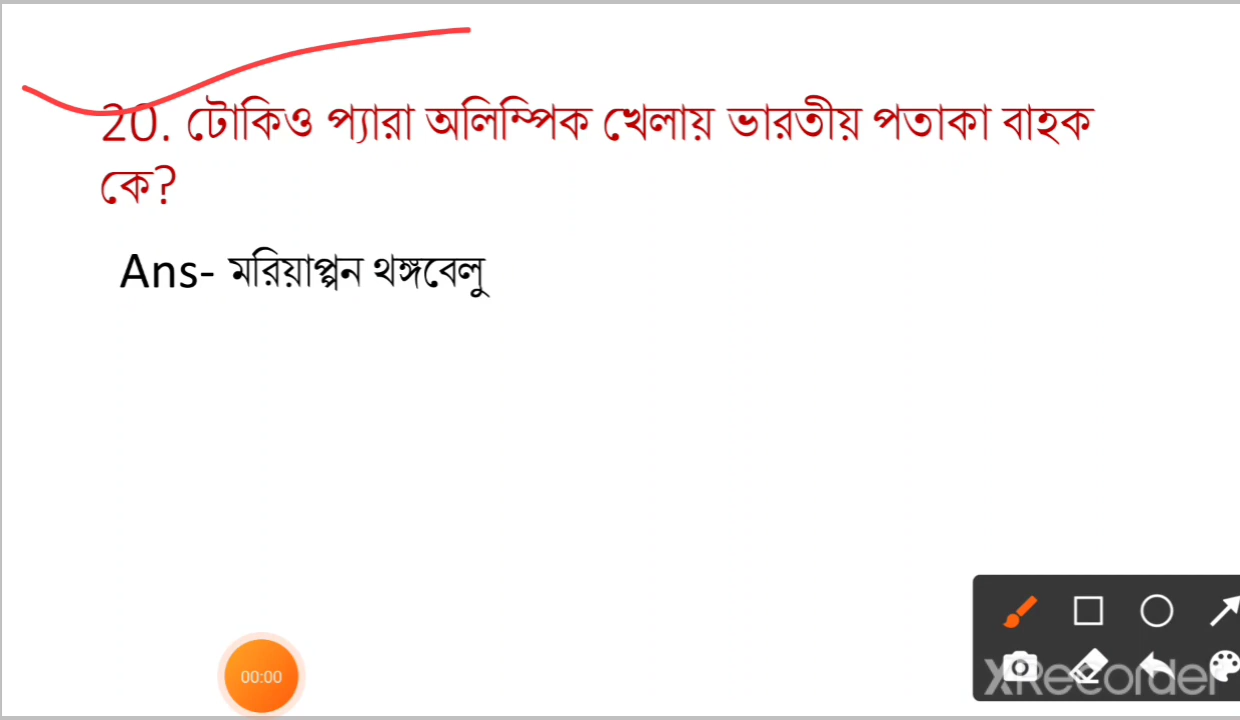 20. টোকিও প্যারা অলিম্পিক খেলায় ভারতীয় পতাকা বাহক
কে?
Ans- মরিয়াপ্পন থঙ্গবেলু
00:00
XRecorder